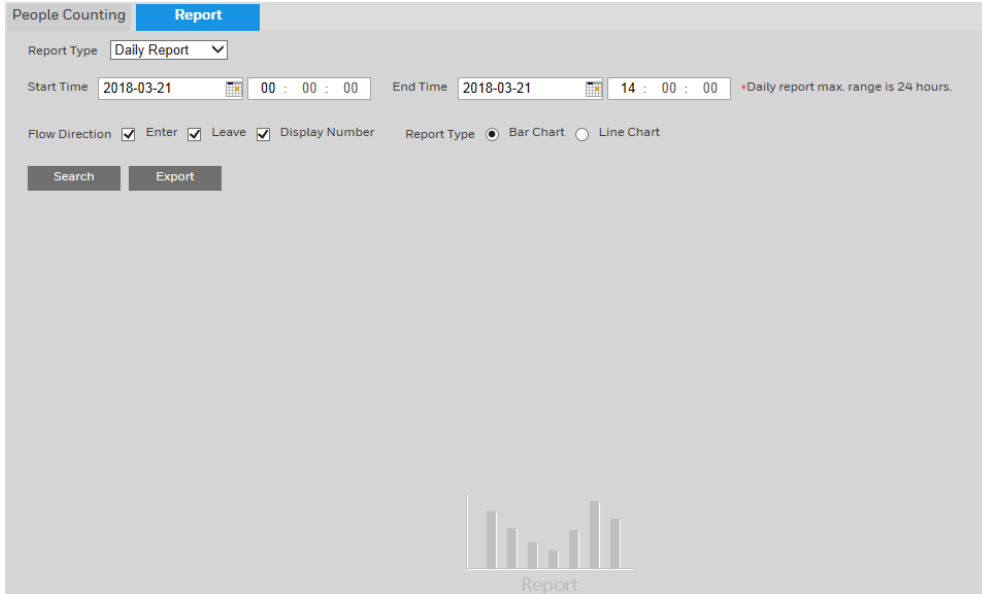 People Counting Report
Report Type Daily Report
Start Time 2018-03-21 00 : 00 : 00 End Time 2018-03-21 14 : 00 : 00 *Daily report max. range is 24 hours.
Flow Direction Enter Leave Display Number Report Type Bar Chart Line Chart
Search Export
Report